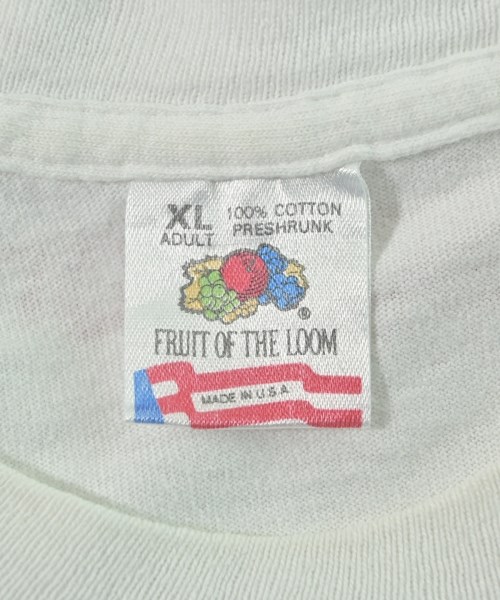 XL 100% COTTON
ADULT PRESHRUNK
®
FRUIT OF THE LOOM
MADE IN U.S.A.